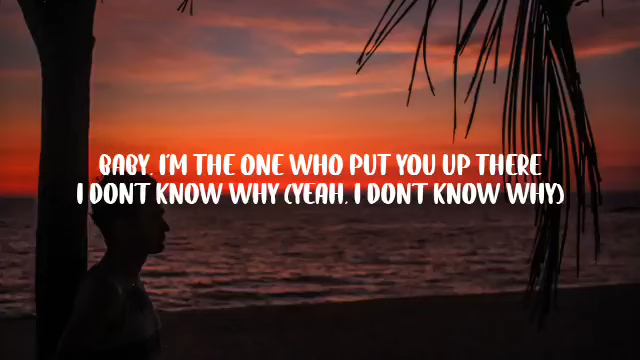 BABY, I'M THE ONE WHO PUT YOU UP THERE
I DON'T KNOW WHY (YEAH, I DON'T KNOW WHY)